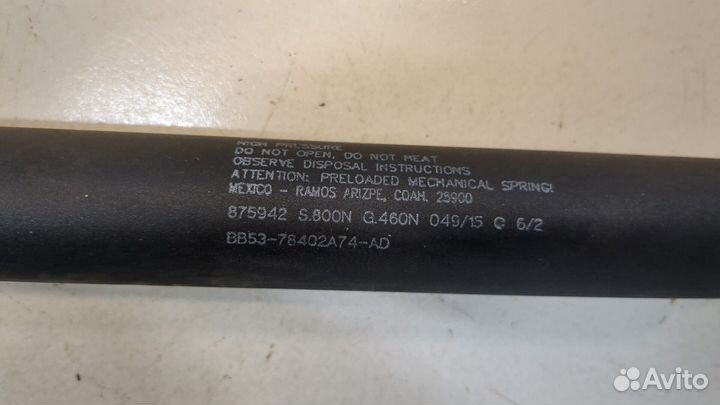 HIGH PRESSURE
DO NOT OPEN, DO NOT HEAT
OBSERVE DISPOSAL INSTRUCTIONS
ATTENTION: PRELOADED MECHANICAL SPRING!
MEXICO - RAMOS ARIZPE, COAH. 25900
875942 S.800N G.460N 049/15 G 6/2
BB53-78402A74-AD
Avito